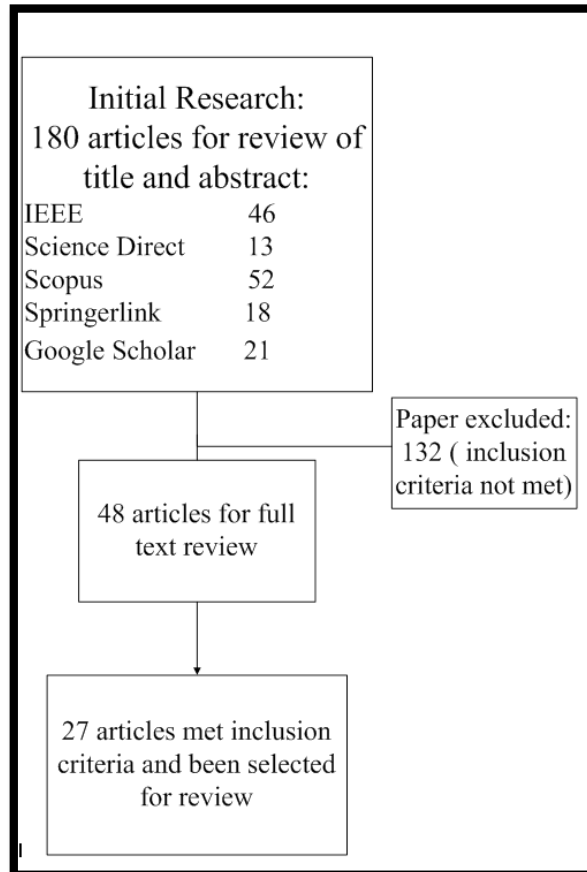 Initial Research:
180 articles for review of
title and abstract:
IEEE 46
Science Direct 13
Scopus 52
Springerlink 18
Google Scholar 21
Paper excluded:
132 ( inclusion
criteria not met)
48 articles for full
text review
27 articles met inclusion
criteria and been selected
for review